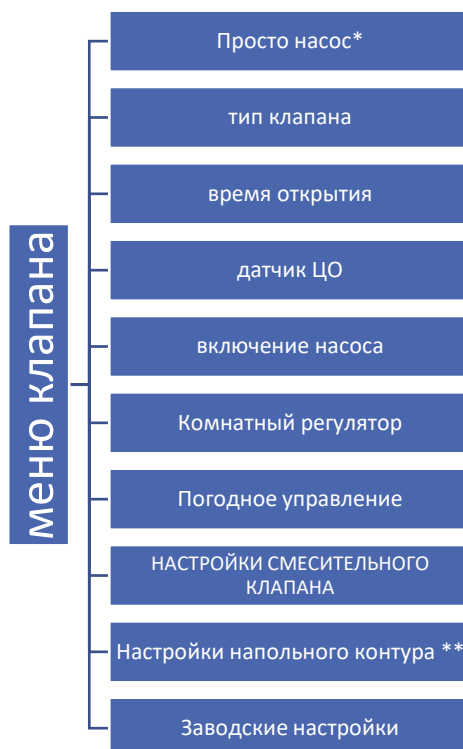 меню клапана
Просто насос*
тип клапана
время открытия
датчик ЦО
включение насоса
Комнатный регулятор
Погодное управление
НАСТРОЙКИ СМЕСИТЕЛЬНОГО
КЛАПАНА
Настройки напольного контура **
Заводские настройки